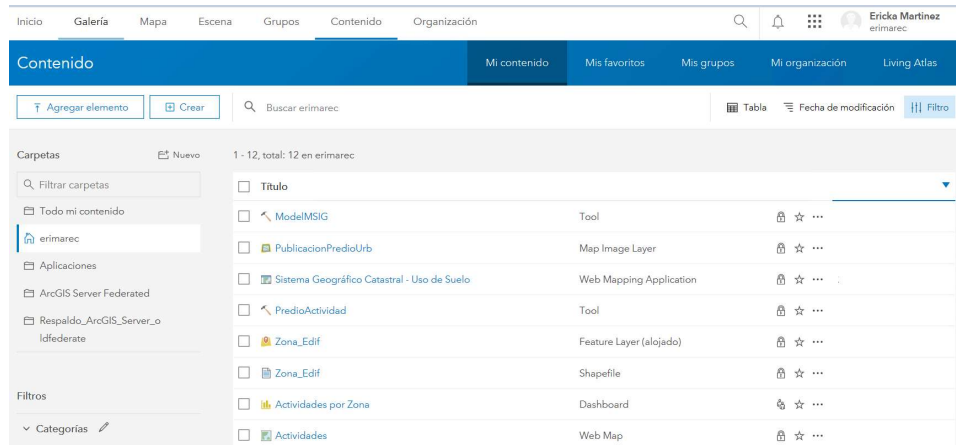 Inicio Galería Mapa Escena Grupos Contenido Organización Ericka Martinez
erimarec
Contenido Mi contenido Mis favoritos Mis grupos Mi organización Living Atlas
Agregar elemento Crear Buscar erimarec Tabla Fecha de modificación Filtro
Carpetas Nuevo 1 - 12, total: 12 en erimarec
Filtrar carpetas Título
Todo mi contenido
ModelMSIG Tool
erimarec
PublicacionPredioUrb Map Image Layer
Aplicaciones
Sistema Geográfico Catastral - Uso de Suelo Web Mapping Application
ArcGIS Server Federated
PredioActividad Tool
Respaldo_ArcGIS_Server_o
ldfederate
Zona_Edif Feature Layer (alojado)
Zona_Edif Shapefile
Filtros
Actividades por Zona Dashboard
Categorías
Actividades Web Map